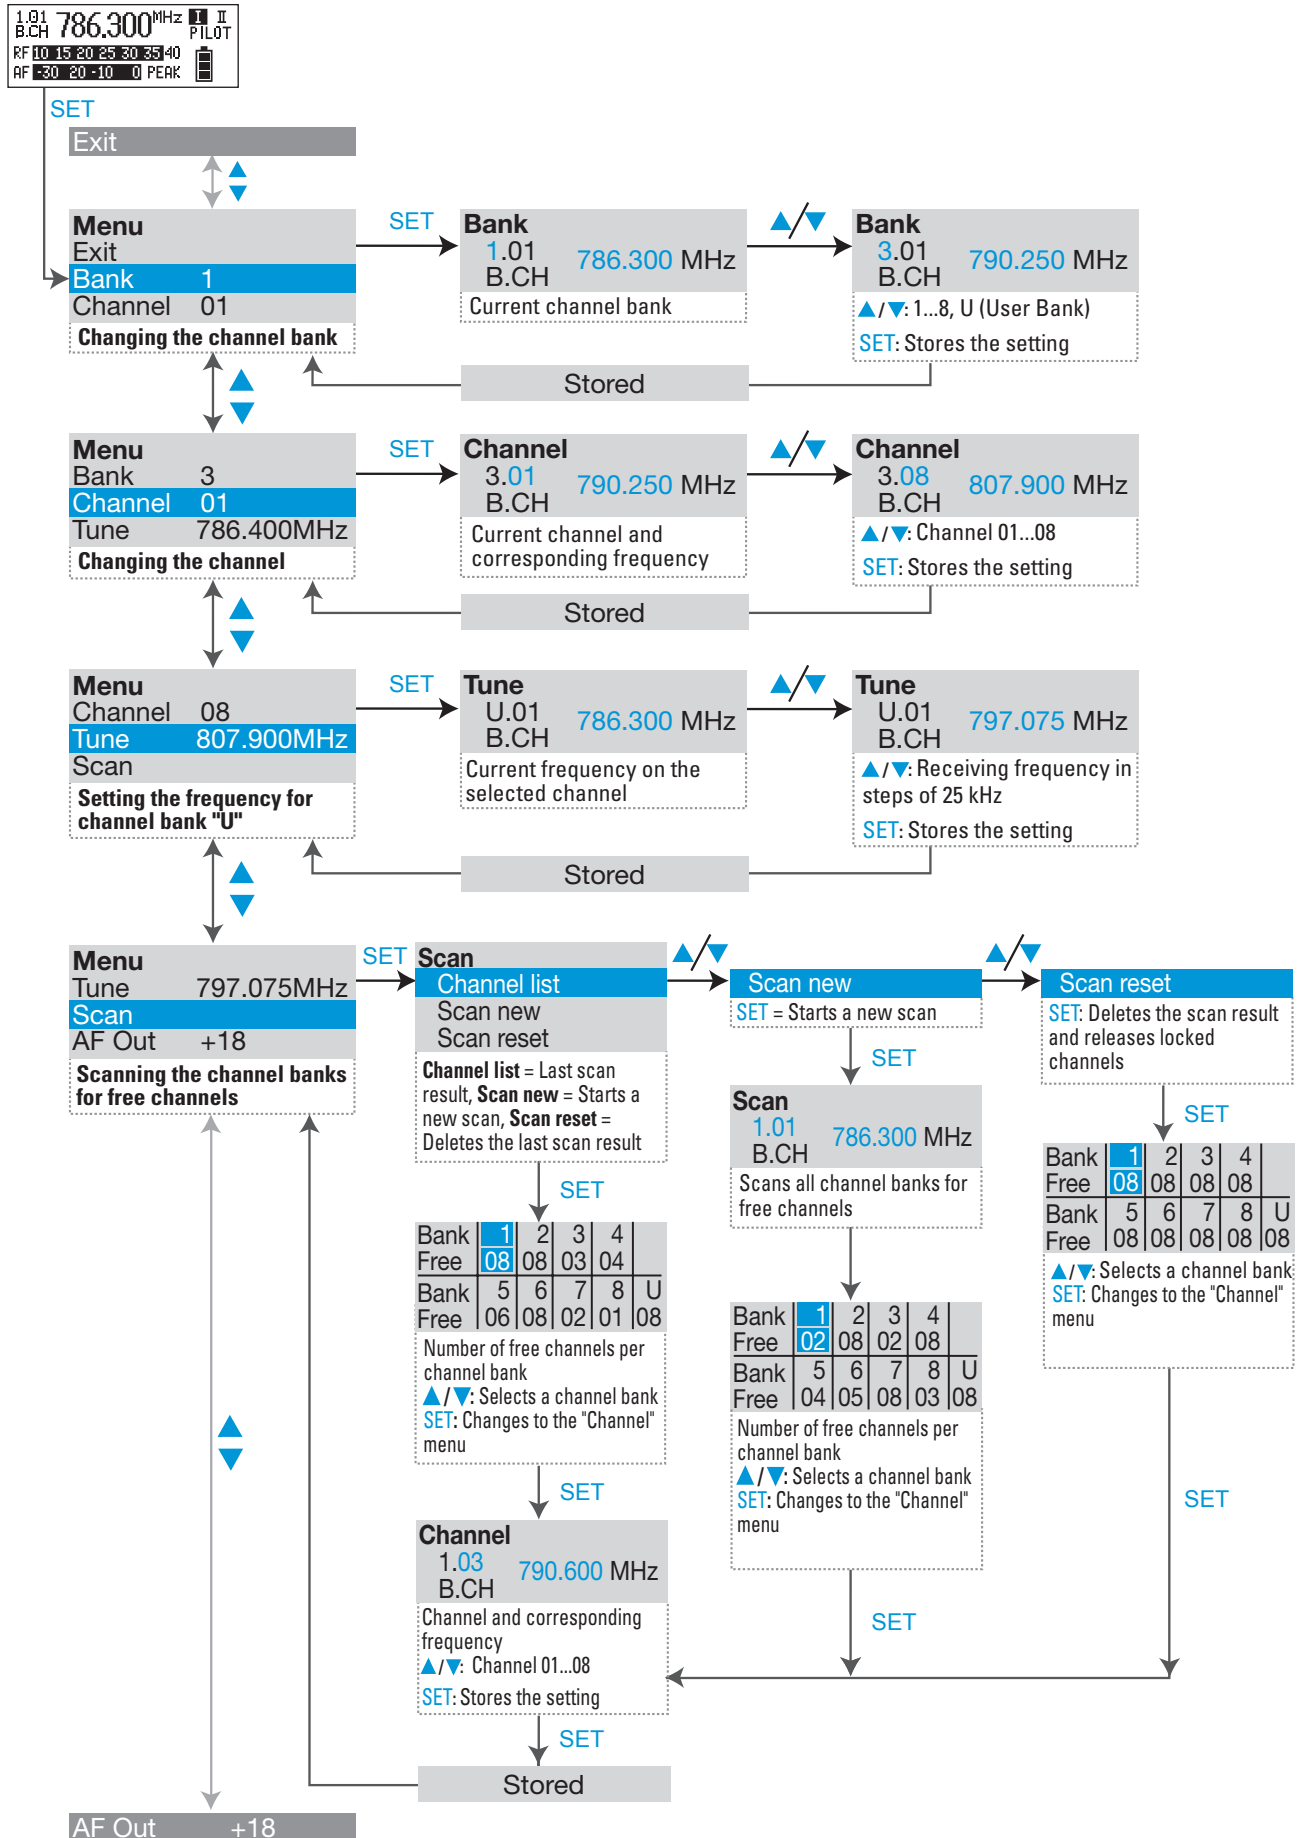 1.01 786.300 MHz I II
B.CH PILOT
RF 10 15 20 25 30 35 40
AF -30 20 -10 0 PEAK
SET
Exit
Menu
Exit
Bank 1
Channel 01
Changing the channel bank
SET
Bank
1.01
B.CH
786.300 MHz
Current channel bank
▲/▼
Bank
3.01
B.CH
790.250 MHz
▲/▼: 1...8, U (User Bank)
SET: Stores the setting
Stored
Menu
Bank 3
Channel 01
Tune 786.400MHz
Changing the channel
SET
Channel
3.01
B.CH
790.250 MHz
Current channel and
corresponding frequency
▲/▼
Channel
3.08
B.CH
807.900 MHz
▲/▼: Channel 01...08
SET: Stores the setting
Stored
Menu
Channel 08
Tune 807.900MHz
Scan
Setting the frequency for
channel bank "U"
SET
Tune
U.01
B.CH
786.300 MHz
Current frequency on the
selected channel
▲/▼
Tune
U.01
B.CH
797.075 MHz
▲/▼: Receiving frequency in
steps of 25 kHz
SET: Stores the setting
Stored
Menu
Tune 797.075MHz
Scan
AF Out +18
Scanning the channel banks
for free channels
SET
Scan
Channel list
Scan new
Scan reset
Channel list = Last scan
result, Scan new = Starts a
new scan, Scan reset =
Deletes the last scan result
SET
Bank 1 2 3 4
Free 08 08 03 04
Bank 5 6 7 8 U
Free 06 08 02 01 08
Number of free channels per
channel bank
▲/▼: Selects a channel bank
SET: Changes to the "Channel"
menu
SET
Channel
1.03
B.CH
790.600 MHz
Channel and corresponding
frequency
▲/▼: Channel 01...08
SET: Stores the setting
SET
Stored
▲/▼
Scan new
SET = Starts a new scan
SET
Scan
1.01
B.CH
786.300 MHz
Scans all channel banks for
free channels
Bank 1 2 3 4
Free 02 08 02 08
Bank 5 6 7 8 U
Free 04 05 08 03 08
Number of free channels per
channel bank
▲/▼: Selects a channel bank
SET: Changes to the "Channel"
menu
SET
▲/▼
Scan reset
SET: Deletes the scan result
and releases locked
channels
SET
Bank 1 2 3 4
Free 08 08 08 08
Bank 5 6 7 8 U
Free 08 08 08 08 08
▲/▼: Selects a channel bank
SET: Changes to the "Channel"
menu
SET
AF Out +18